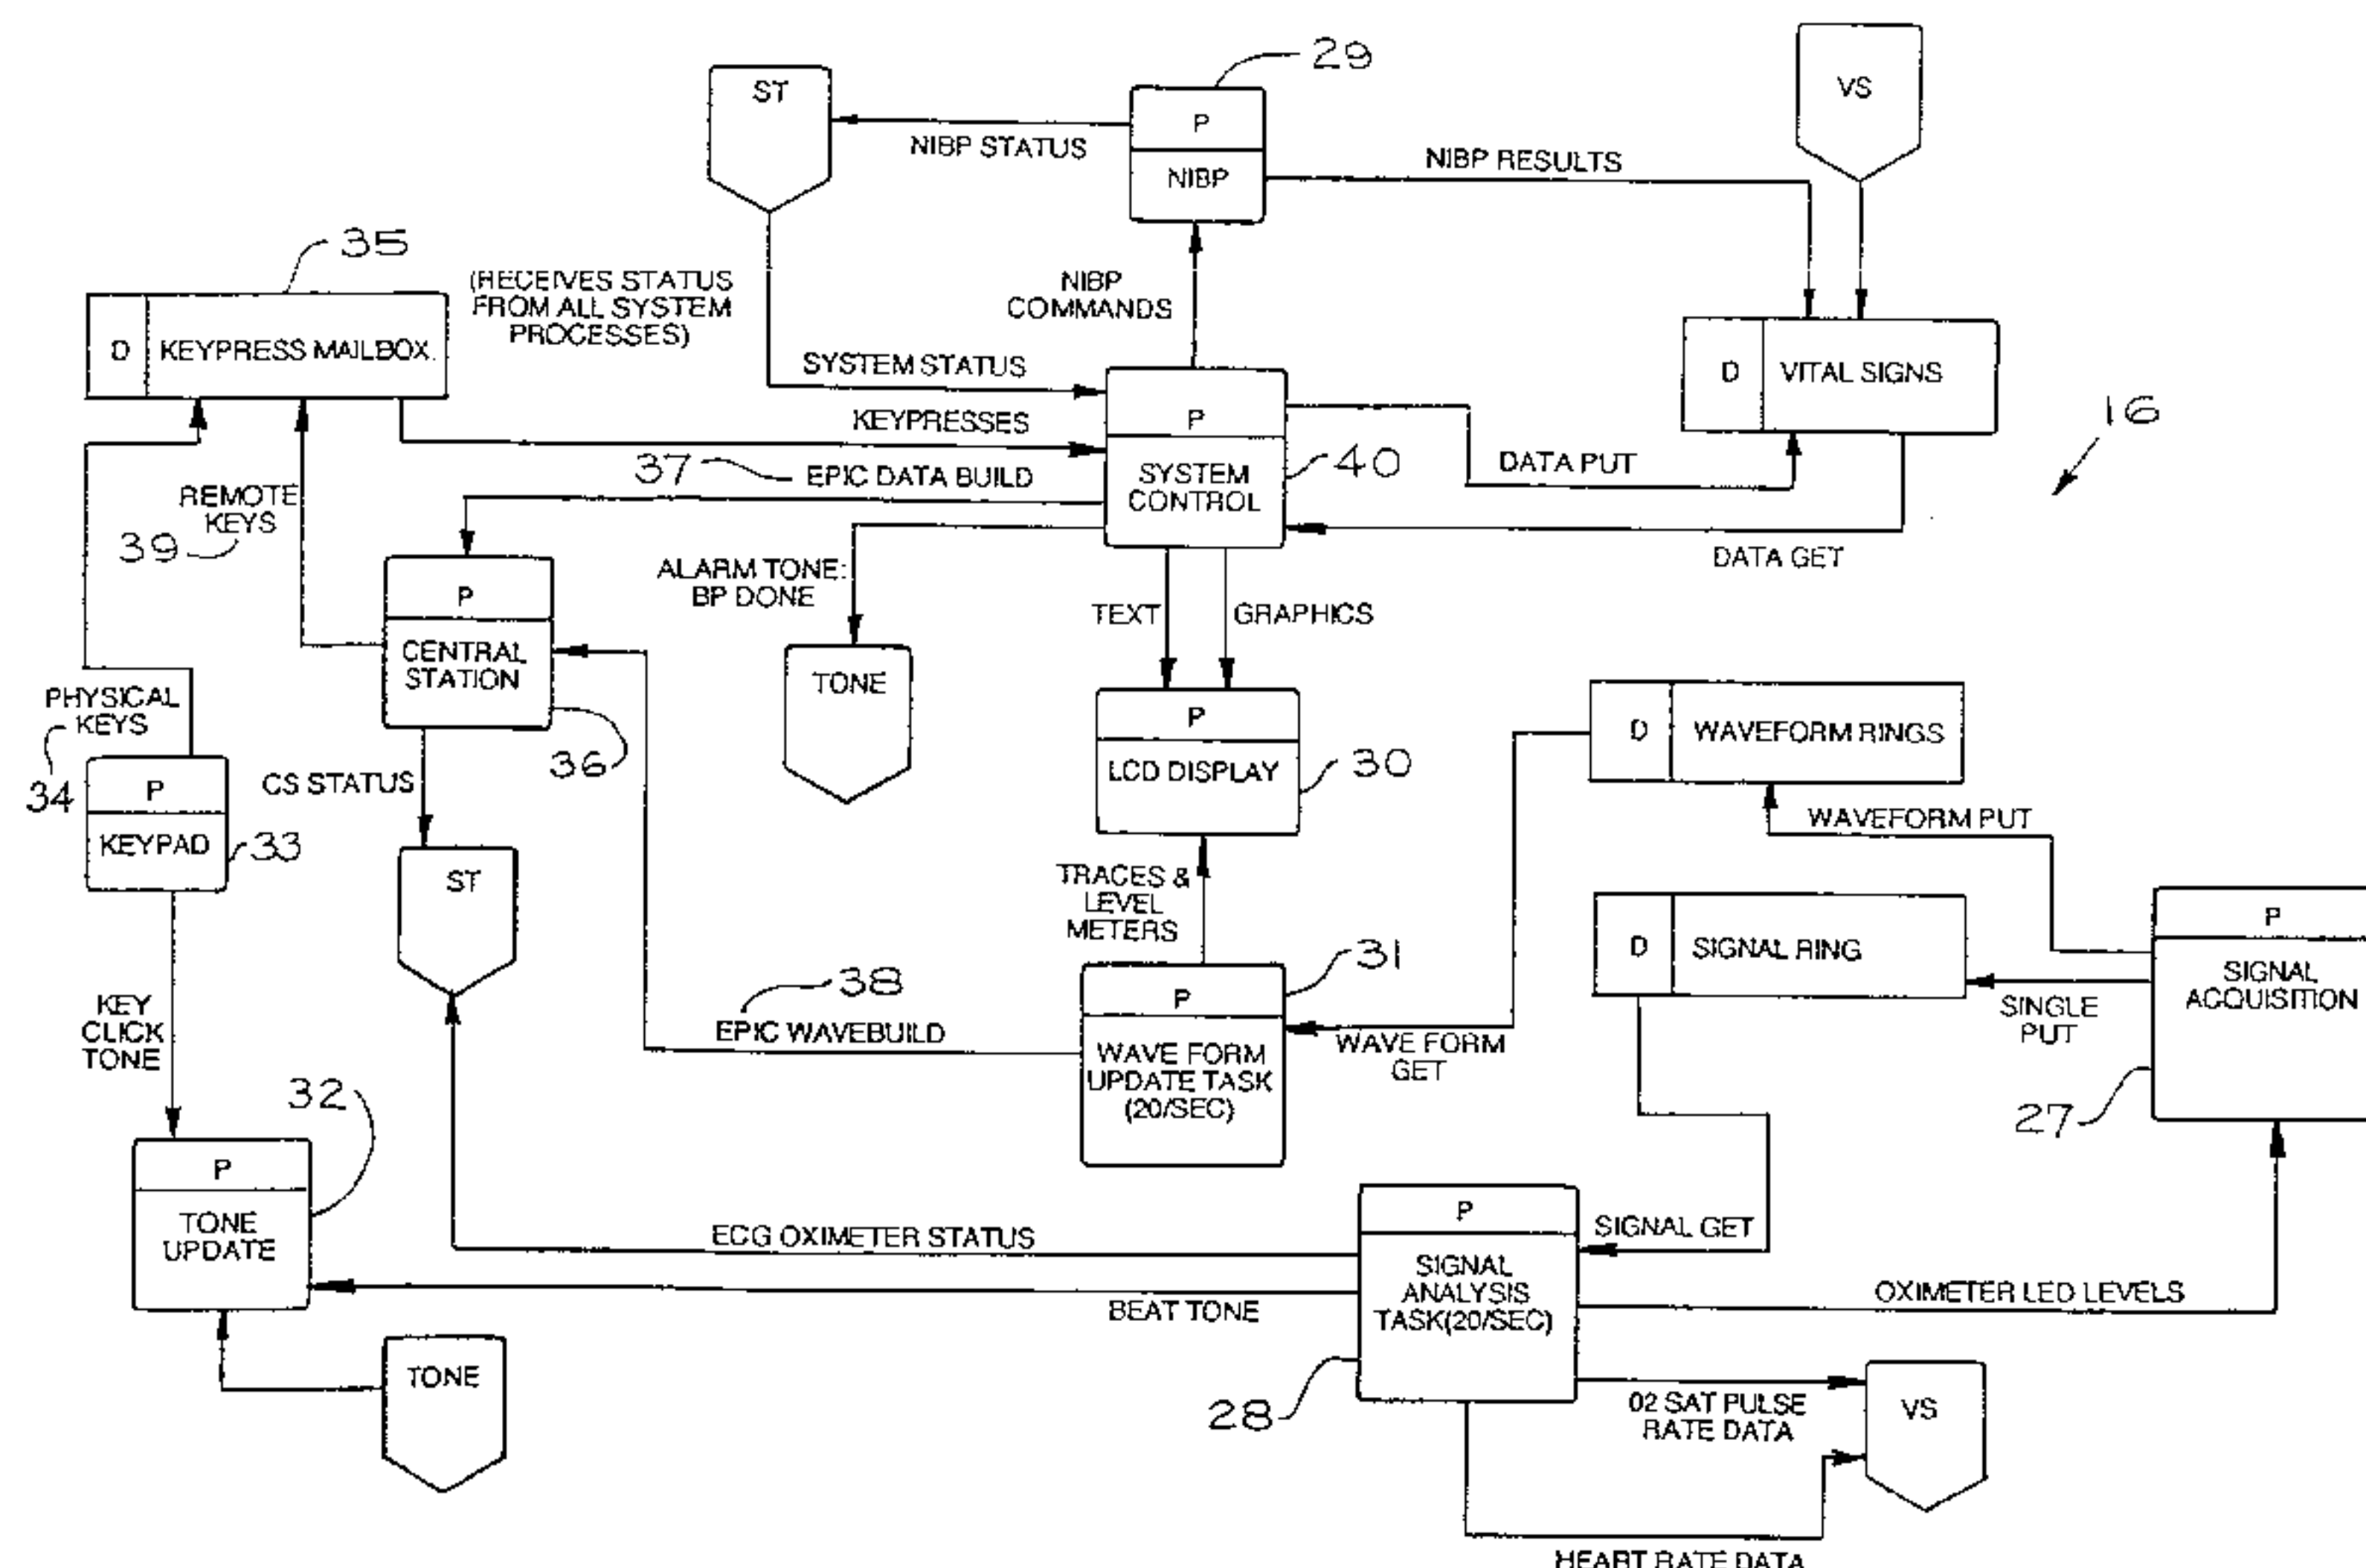 29
ST
P
VS
NIBP STATUS
NIBP RESULTS
NIBP
35
(RECEIVES STATUS
FROM ALL SYSTEM
PROCESSES)
NIBP
COMMANDS
D
KEYPRESS MAILBOX
SYSTEM STATUS
D
VITAL SIGNS
16
KEYPRESSES
P
37
EPIC DATA BUILD
SYSTEM
CONTROL
40
DATA PUT
REMOTE
KEYS
39
DATA GET
ALARM TONE:
BP DONE
P
TEXT
GRAPHICS
CENTRAL
STATION
TONE
PHYSICAL
KEYS
34
36
P
LCD DISPLAY
30
D
WAVEFORM RINGS
P
KEYPAD
33
CS STATUS
WAVEFORM PUT
ST
TRACES &
LEVEL
METERS
D
SIGNAL RING
P
SIGNAL
ACQUISITION
31
38
P
SINGLE
PUT
KEY
CLICK
TONE
EPIC WAVEBUILD
WAVE FORM
UPDATE TASK
(20/SEC)
WAVE FORM
GET
32
27
P
TONE
UPDATE
P
ECG OXIMETER STATUS
SIGNAL GET
SIGNAL
ANALYSIS
TASK(20/SEC)
BEAT TONE
OXIMETER LED LEVELS
TONE
28
02 SAT PULSE
RATE DATA
VS
HEART RATE DATA